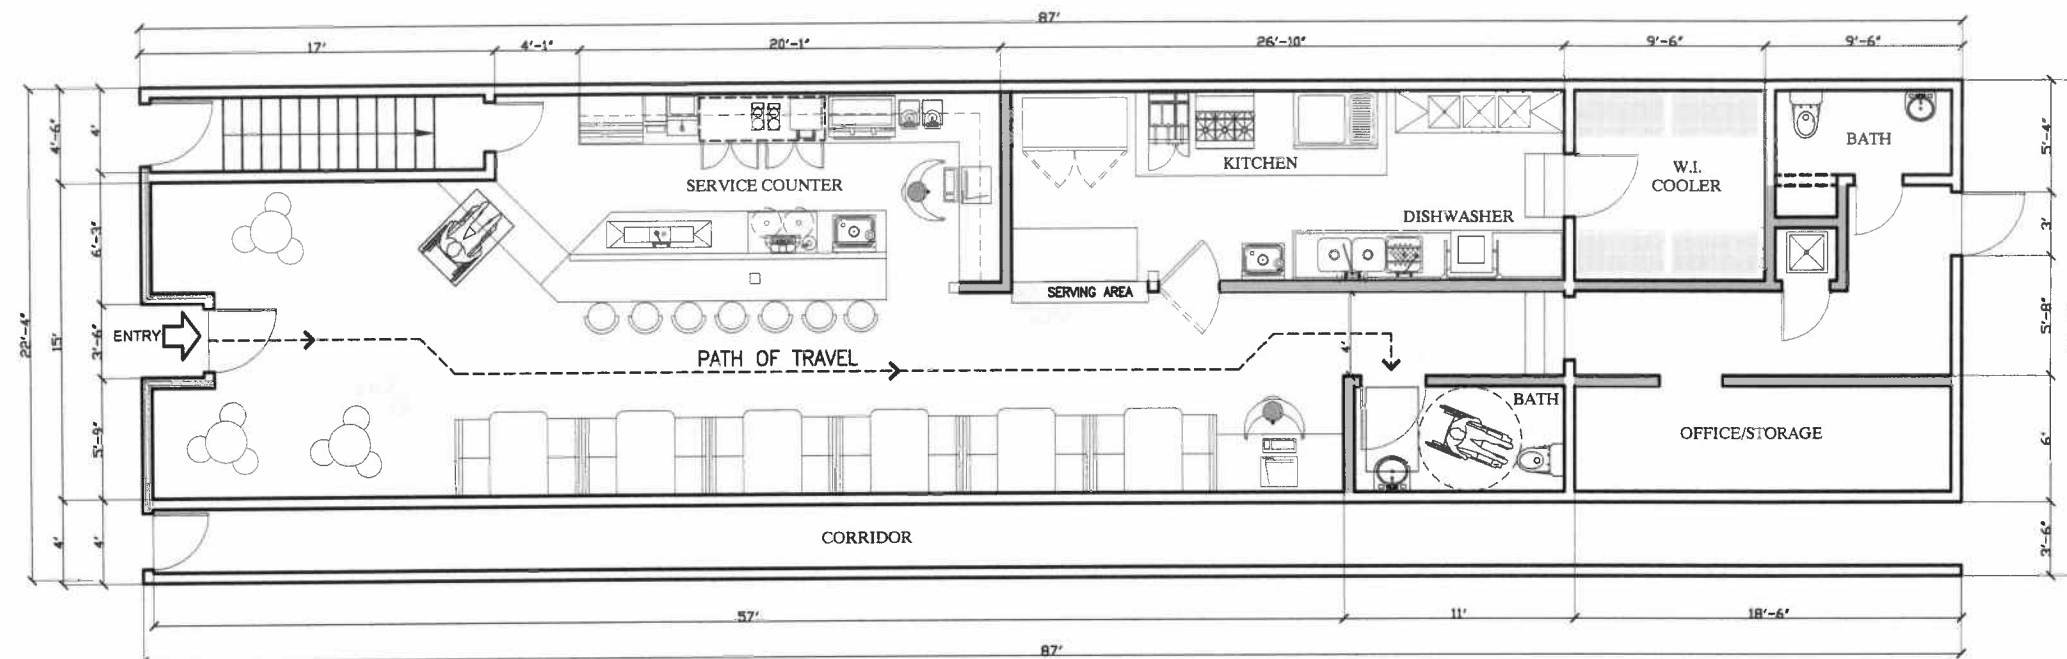 87'
17'
4'-1"
20'-1"
26'-10"
9'-6"
9'-6"
22'-4"
4'-6"
15'
4'
4'
6'-3"
3'-6"
5'-9"
4'
SERVICE COUNTER
KITCHEN
DISHWASHER
W.I.
COOLER
BATH
SERVING AREA
ENTRY
PATH OF TRAVEL
4'
BATH
OFFICE/STORAGE
CORRIDOR
5'-4"
3'
5'-8"
6'
3'-6"
57'
11'
18'-6"
87'